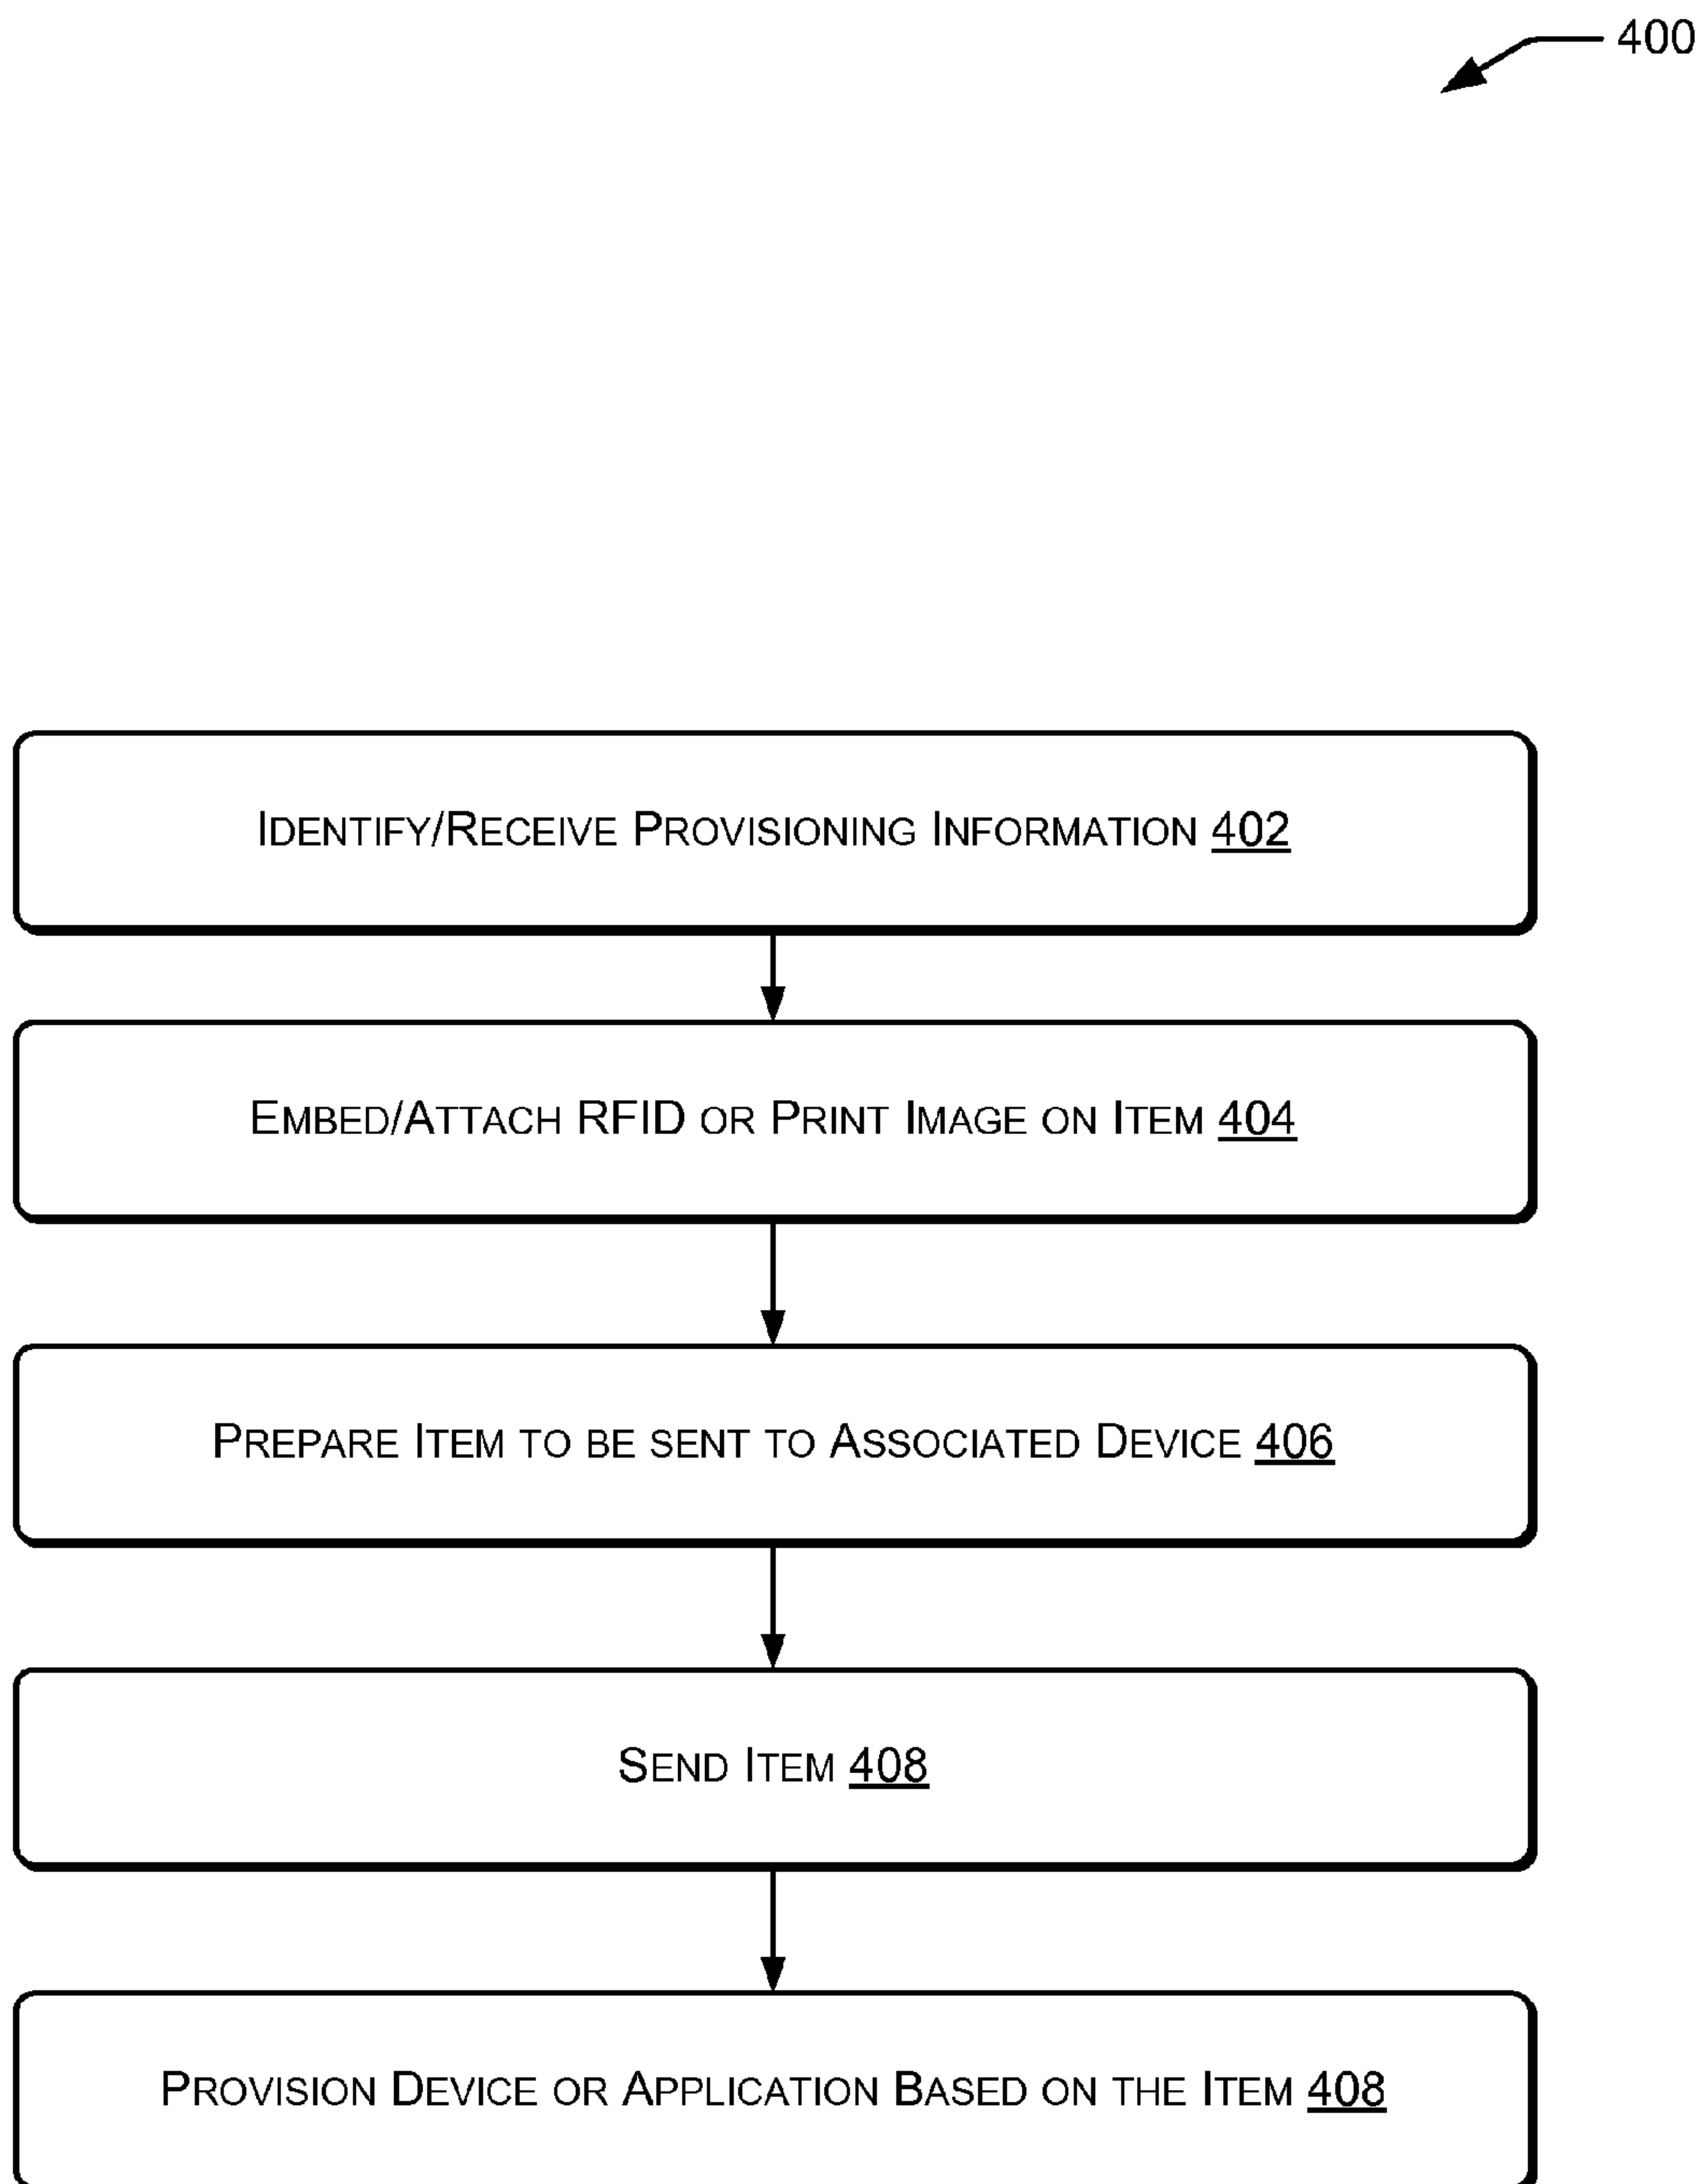 400
Identify/Receive Provisioning Information 402
Embed/Attach RFID or Print Image on Item 404
Prepare Item to be sent to Associated Device 406
Send Item 408
Provision Device or Application Based on the Item 408